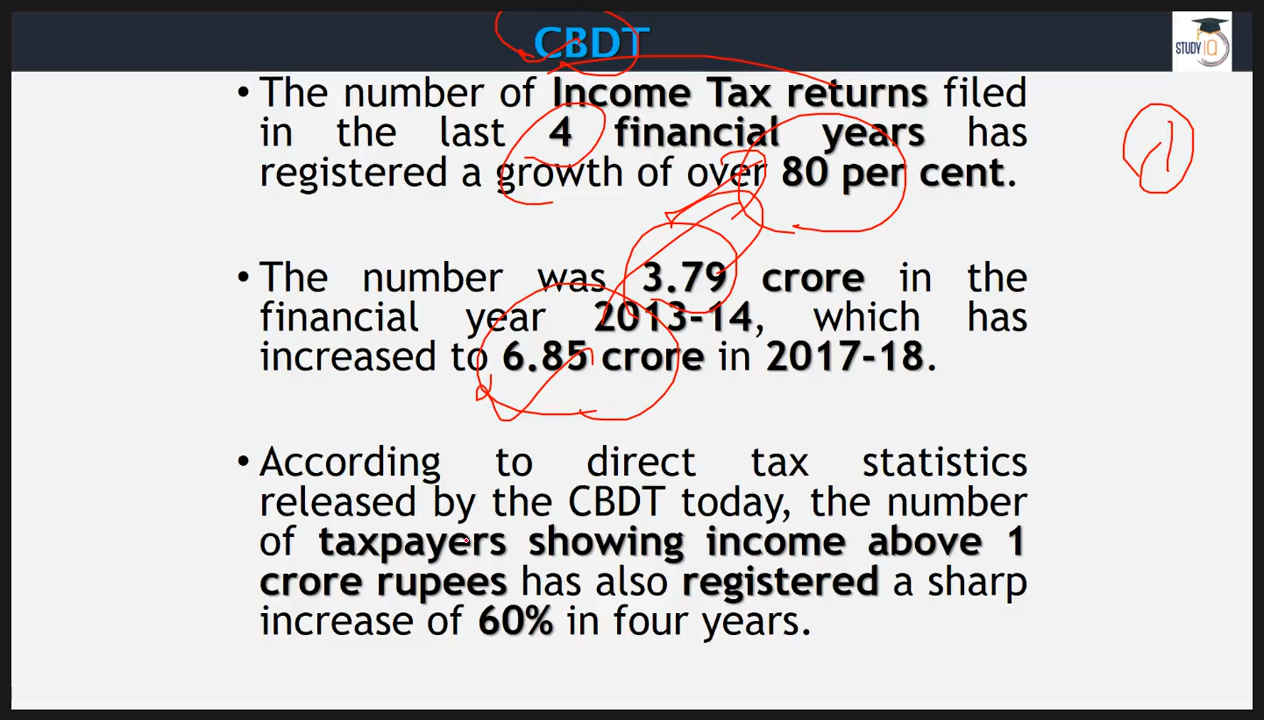 CBDT
STUDY IQ
• The number of Income Tax returns filed
in the last 4 financial years has
registered a growth of over 80 per cent.
1
• The number was 3.79 crore in the
financial year 2013-14, which has
increased to 6.85 crore in 2017-18.
• According to direct tax statistics
released by the CBDT today, the number
of taxpayers showing income above 1
crore rupees has also registered a sharp
increase of 60% in four years.